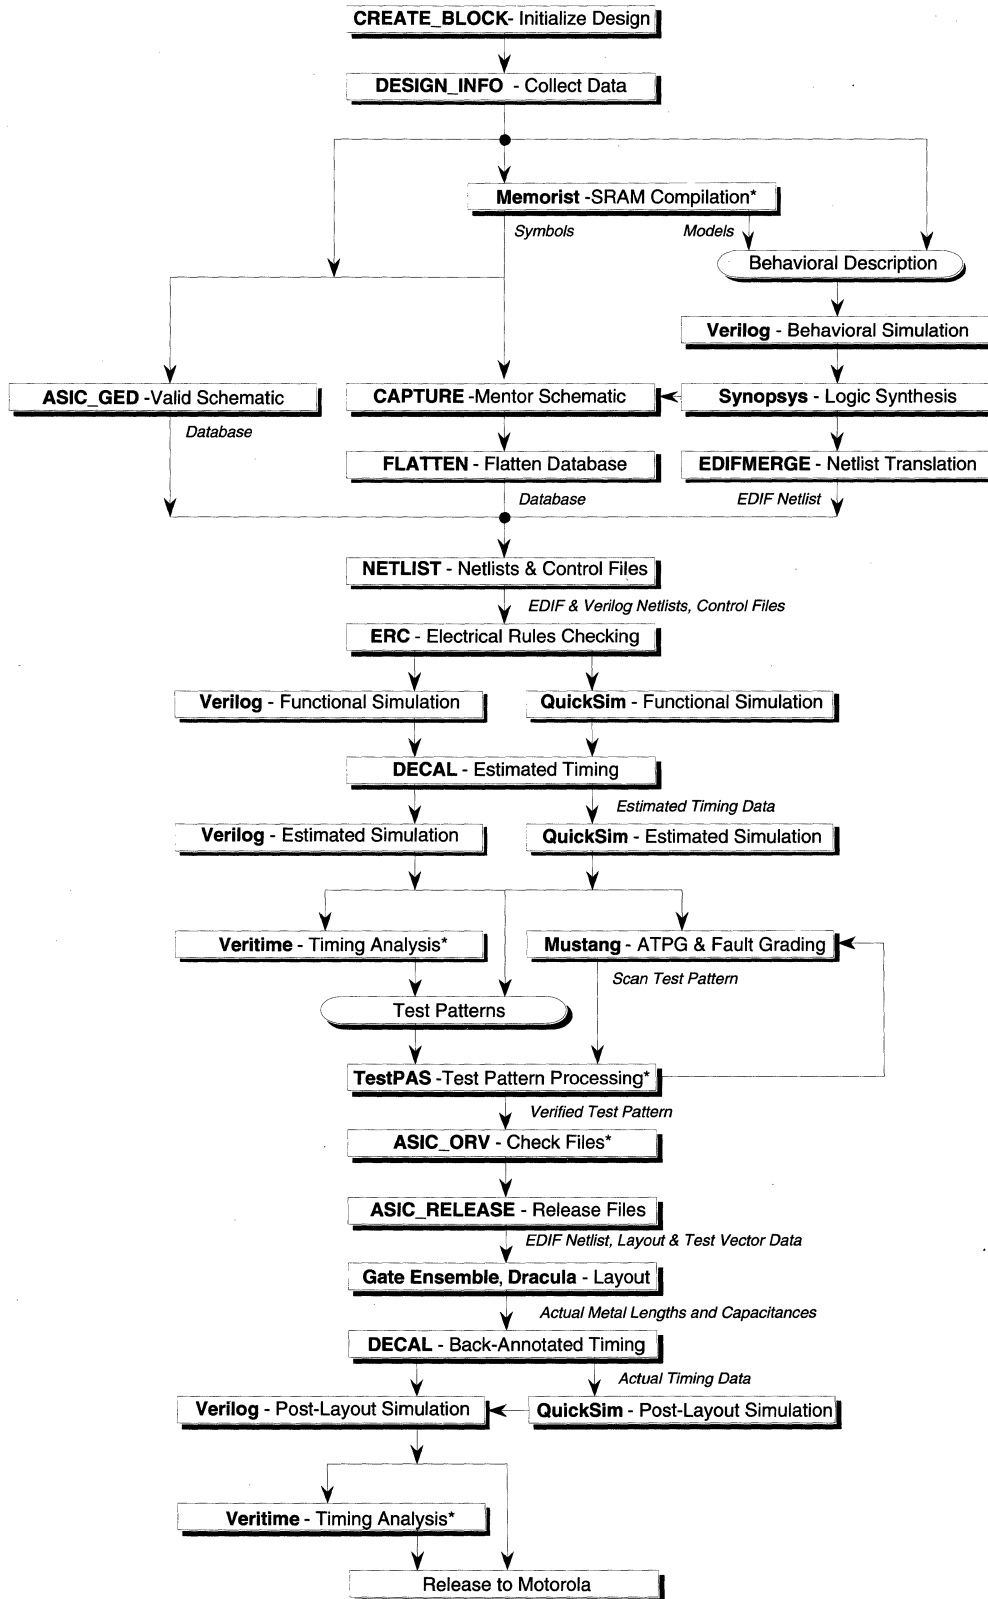 CREATE_BLOCK- Initialize Design
DESIGN_INFO - Collect Data
Memorist -SRAM Compilation*
Symbols
Models
Behavioral Description
Verilog - Behavioral Simulation
ASIC_GED -Valid Schematic
CAPTURE -Mentor Schematic
Synopsys - Logic Synthesis
Database
FLATTEN - Flatten Database
EDIFMERGE - Netlist Translation
Database
EDIF Netlist
NETLIST - Netlists & Control Files
EDIF & Verilog Netlists, Control Files
ERC - Electrical Rules Checking
Verilog - Functional Simulation
QuickSim - Functional Simulation
DECAL - Estimated Timing
Estimated Timing Data
Verilog - Estimated Simulation
QuickSim - Estimated Simulation
Veritime - Timing Analysis*
Mustang - ATPG & Fault Grading
Scan Test Pattern
Test Patterns
TestPAS -Test Pattern Processing*
Verified Test Pattern
ASIC_ORV - Check Files*
ASIC_RELEASE - Release Files
EDIF Netlist, Layout & Test Vector Data
Gate Ensemble, Dracula - Layout
Actual Metal Lengths and Capacitances
DECAL - Back-Annotated Timing
Actual Timing Data
Verilog - Post-Layout Simulation
QuickSim - Post-Layout Simulation
Veritime - Timing Analysis*
Release to Motorola